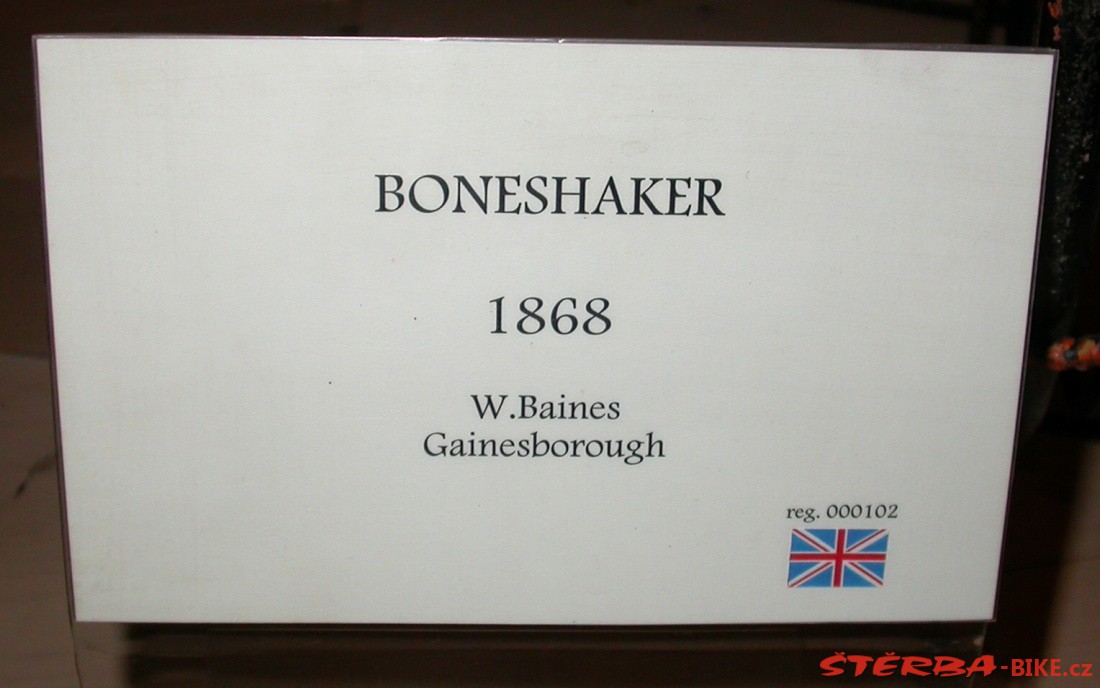 BONESHAKER
1868
W.Baines
Gainesborough
reg. 000102
ŠTĚRBA-BIKE.CZ